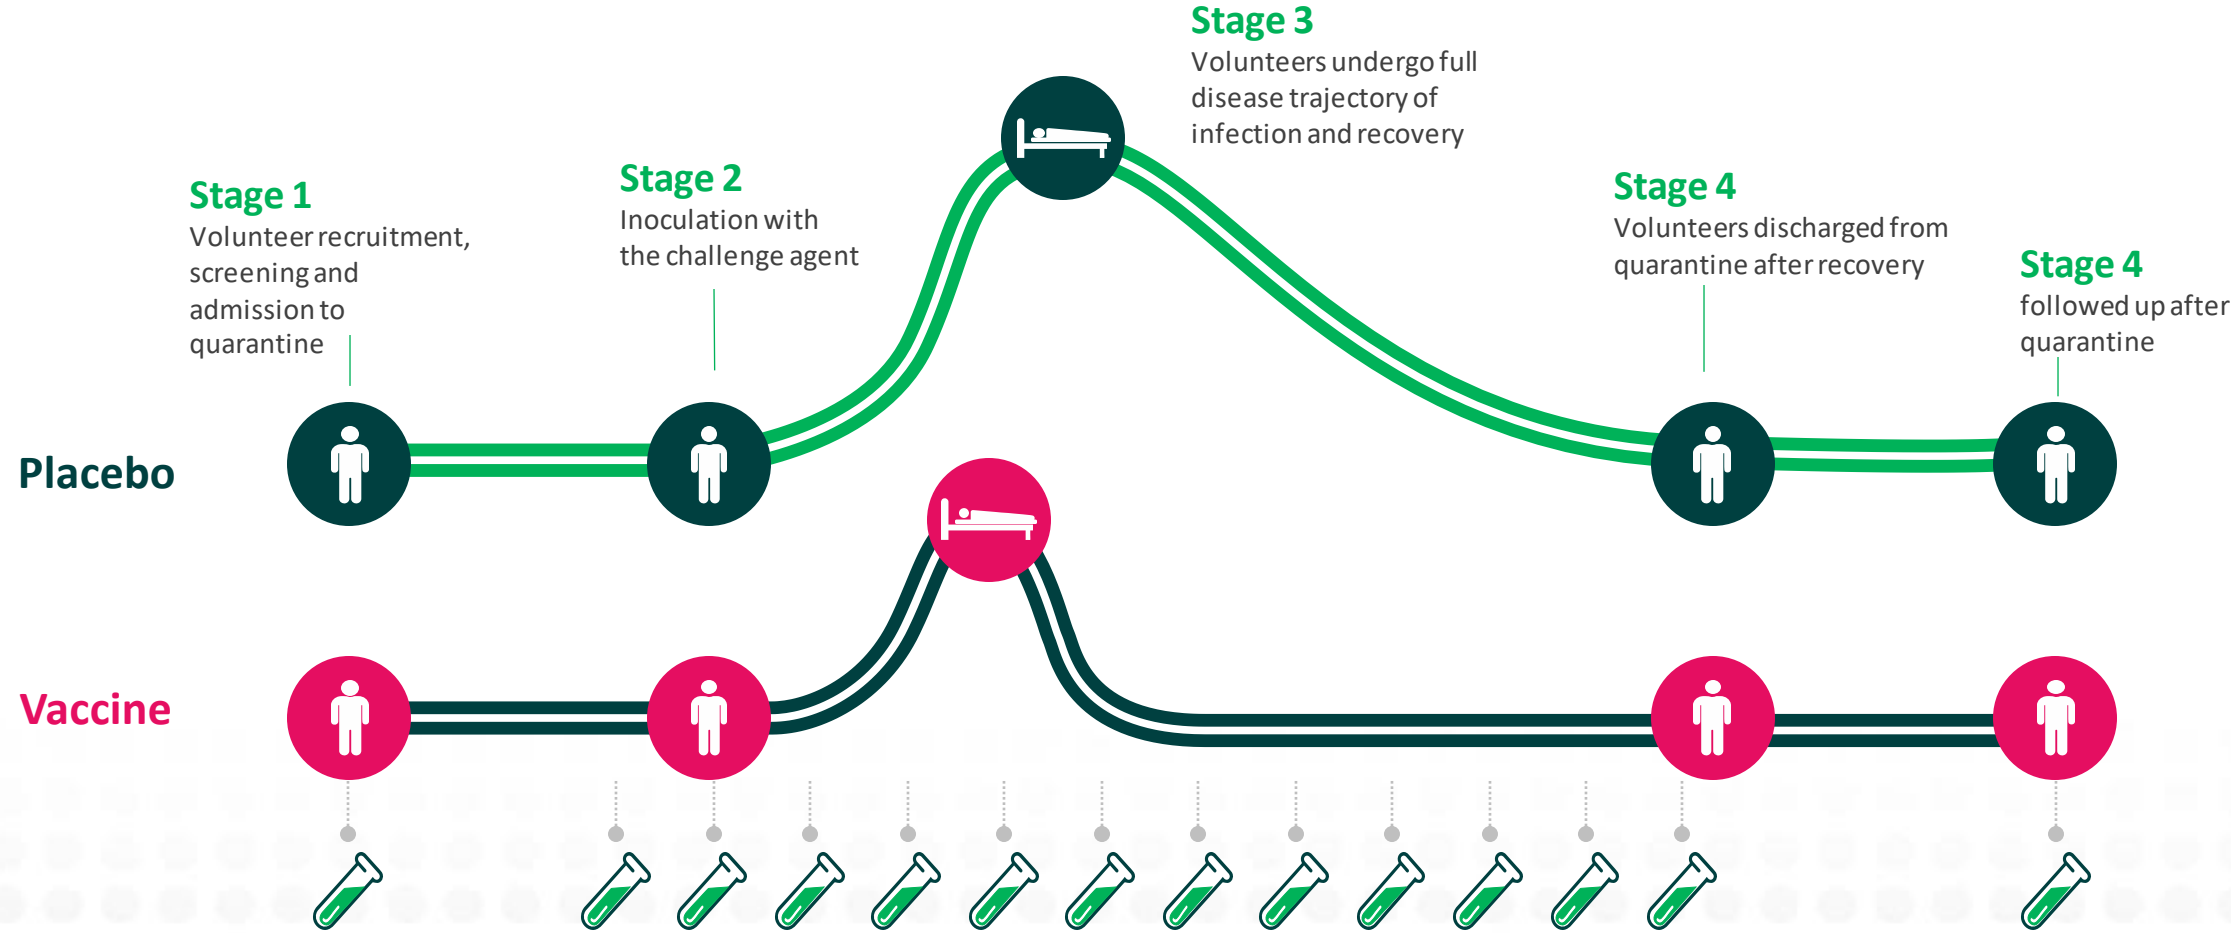 Stage 1
Volunteer recruitment,
screening and
admission to
quarantine
Stage 2
Inoculation with
the challenge agent
Stage 3
Volunteers undergo full
disease trajectory of
infection and recovery
Stage 4
Volunteers discharged from
quarantine after recovery
Stage 4
followed up after
quarantine
Placebo
Vaccine